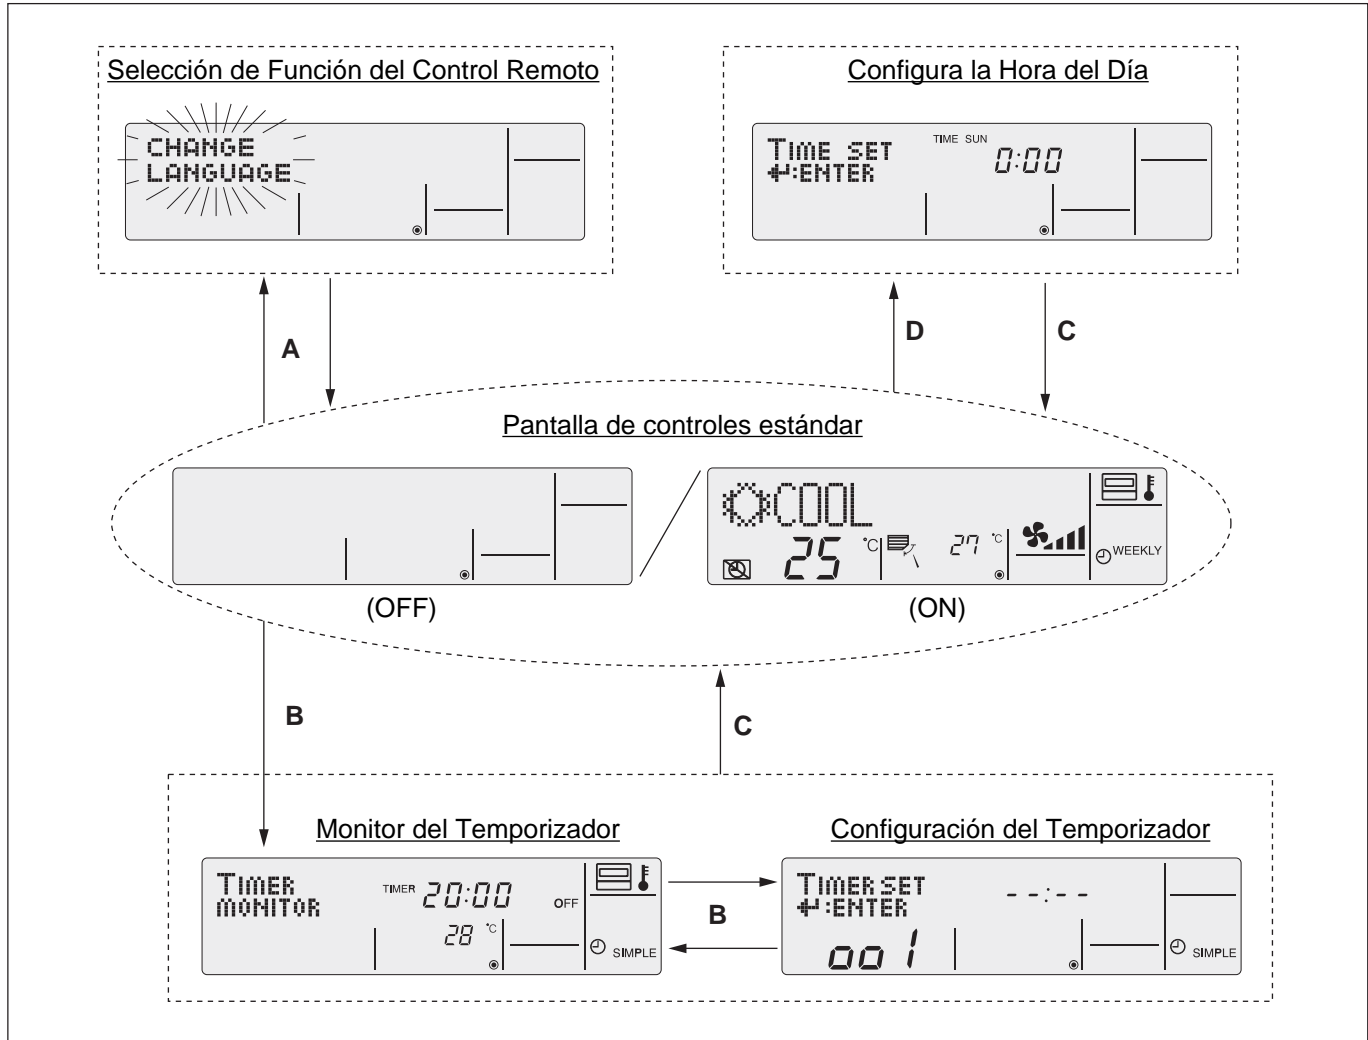 Selección de Función del Control Remoto
CHANGE
LANGUAGE
Configura la Hora del Día
TIME SET
TIME SUN
0:00
↵:ENTER
A
D
C
Pantalla de controles estándar
COOL
25 °C
27 °C
WEEKLY
(OFF)
(ON)
B
C
Monitor del Temporizador
TIMER
MONITOR
TIMER 20:00 OFF
28 °C
SIMPLE
B
Configuración del Temporizador
TIMER SET
--:--
↵:ENTER
001
SIMPLE